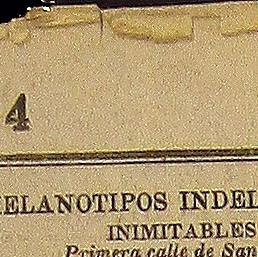 4
ELANOTIPOS INDEL
INIMITABLES
Primera calle de San